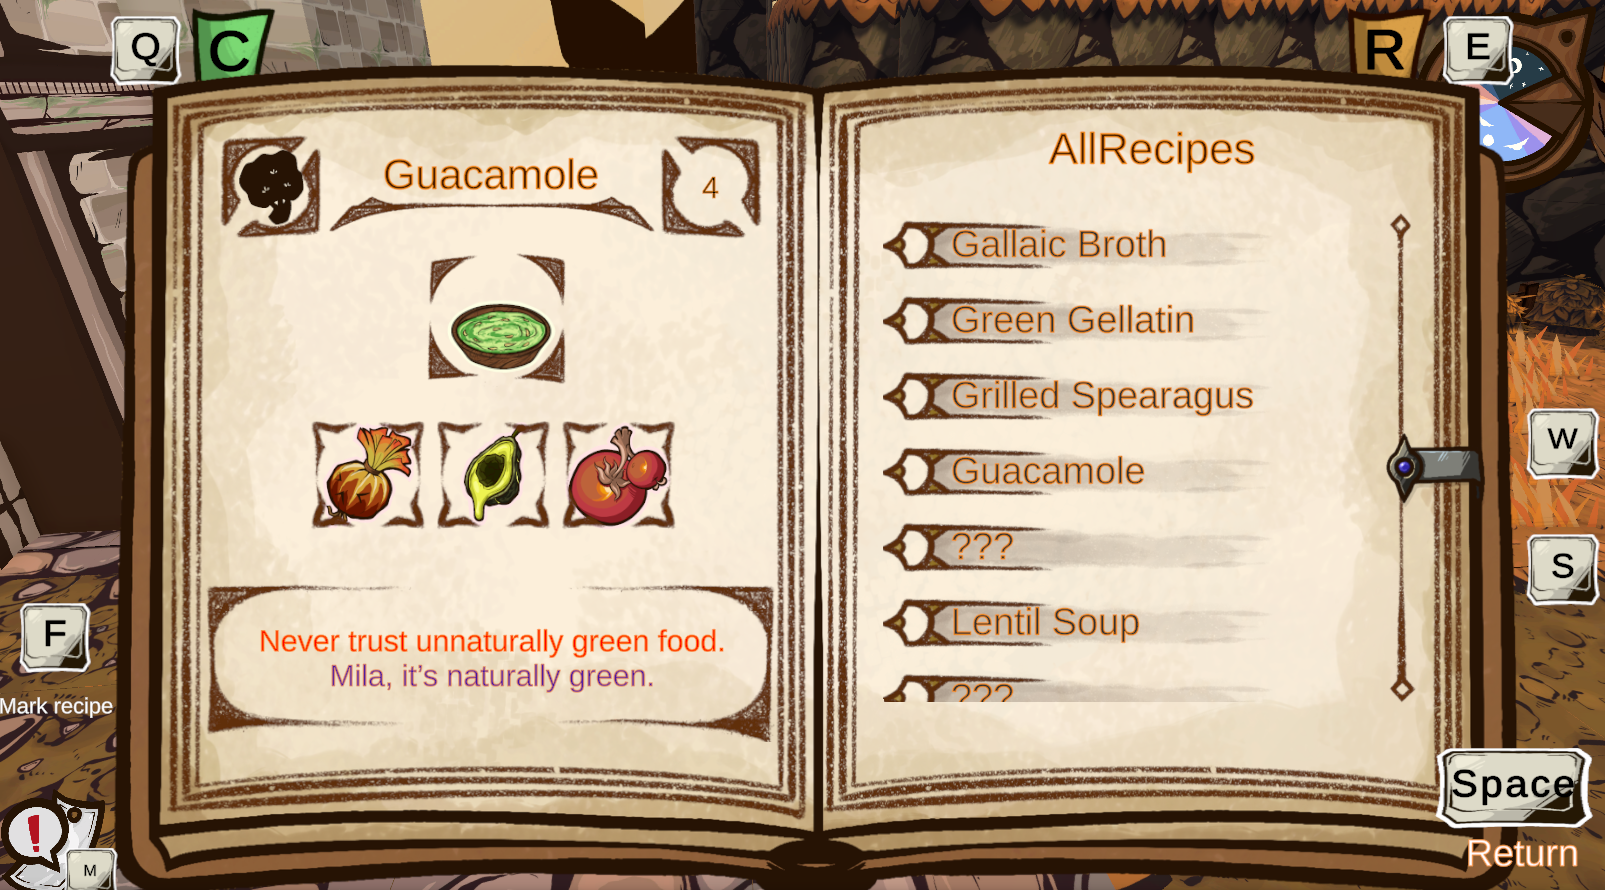 Q
C
R
E
Guacamole
4
Never trust unnaturally green food.
Mila, it's naturally green.
AllRecipes
Gallaic Broth
Green Gellatin
Grilled Spearagus
Guacamole
???
Lentil Soup
???
W
S
F
Mark recipe
!
M
Space
Return